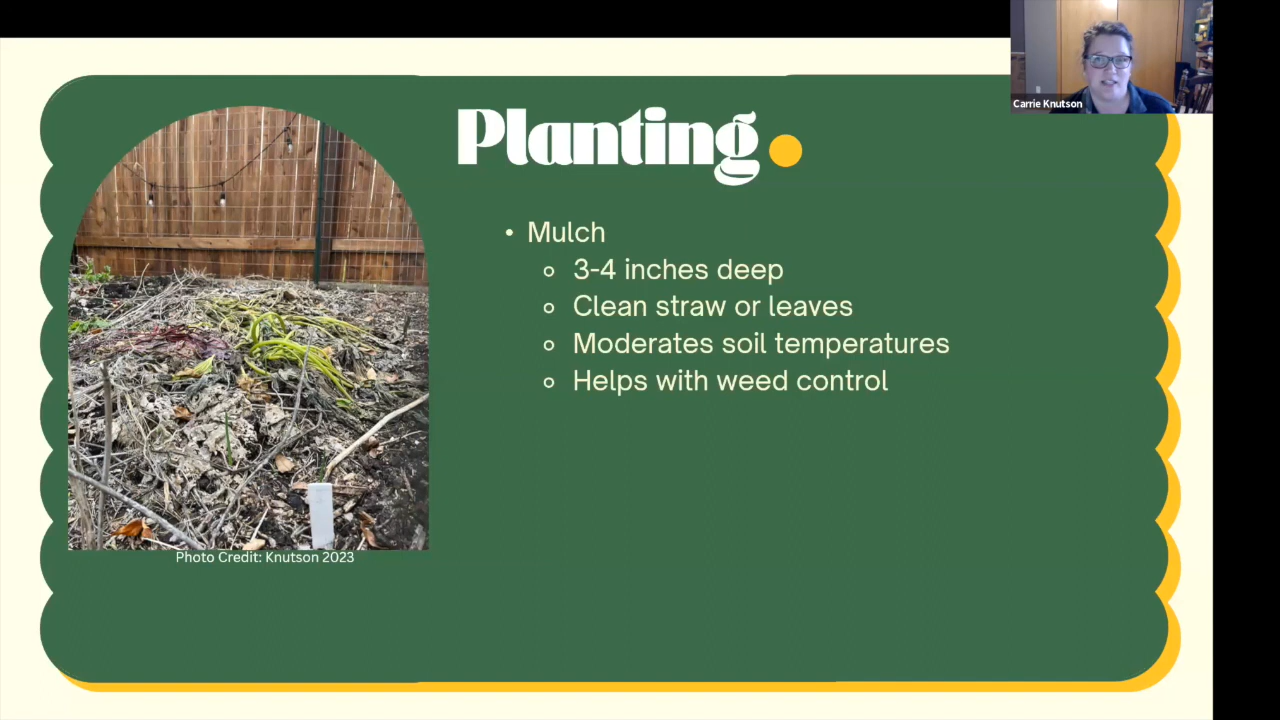 Planting
Mulch
3-4 inches deep
Clean straw or leaves
Moderates soil temperatures
Helps with weed control
Photo Credit: Knutson 2023
Carrie Knutson